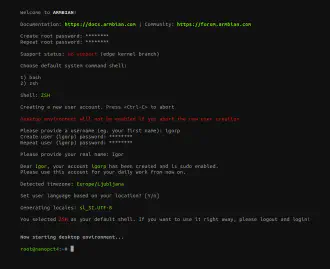 Welcome to ARMBIAN!
Documentation: https://docs.armbian.com | Community: https://forum.armbian.com
Create root password: ********
Repeat root password: ********
Support status: no support (edge kernel branch)
Choose default system command shell:
1) bash
2) zsh
Shell: ZSH
Creating a new user account. Press <Ctrl-C> to abort
Desktop environment will not be enabled if you abort the new user creation
Please provide a username (eg. your first name): igorp
Create user (igorp) password: ********
Repeat user (igorp) password: ********
Please provide your real name: Igor
Dear Igor, your account igorp has been created and is sudo enabled.
Please use this account for your daily work from now on.
Detected timezone: Europe/Ljubljana
Set user language based on your location? [Y/n]
Generating locales: sl_SI.UTF-8
You selected ZSH as your default shell. If you want to use it right away, please logout and login!
Now starting desktop environment...
root@nanopct4:~#